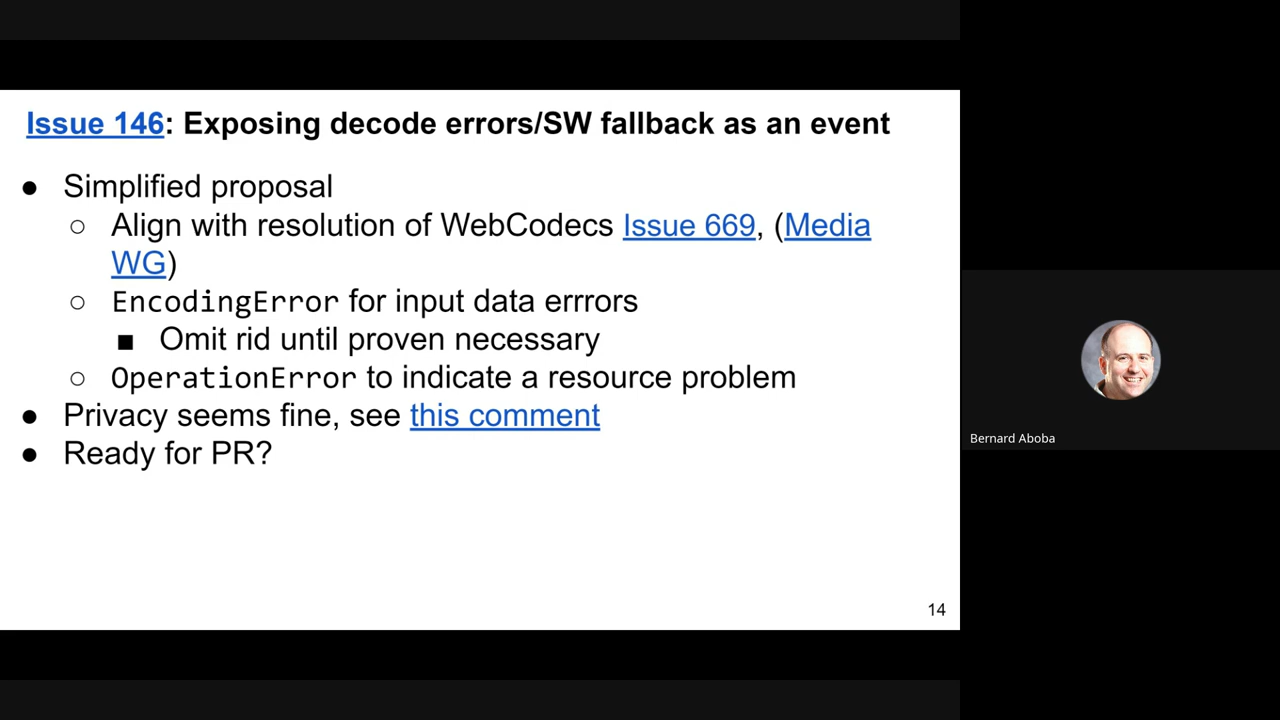 Issue 146: Exposing decode errors/SW fallback as an event
● Simplified proposal
○ Align with resolution of WebCodecs Issue 669, (Media
WG)
○ EncodingError for input data errrors
■ Omit rid until proven necessary
○ OperationError to indicate a resource problem
● Privacy seems fine, see this comment
● Ready for PR?
14
Bernard Aboba